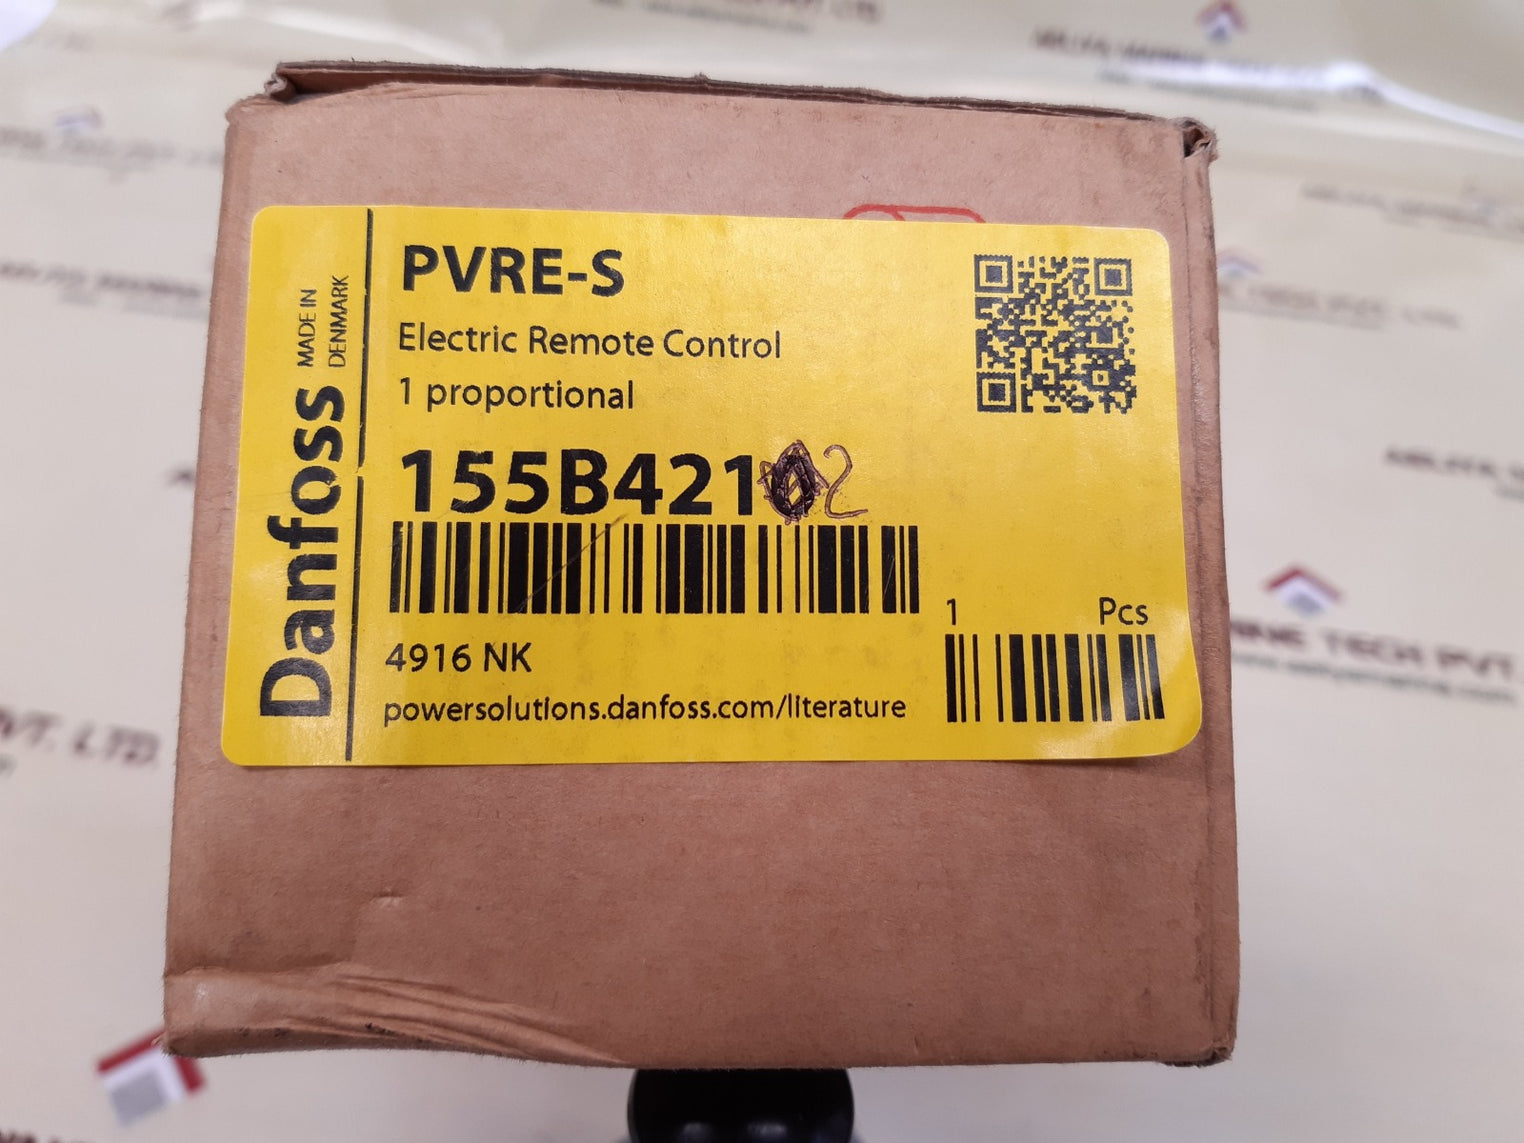 Danfoss
MADE IN
DENMARK
PVRE-S
Electric Remote Control
1 proportional
155B421 2
4916 NK
powersolutions.danfoss.com/literature
1 Pcs